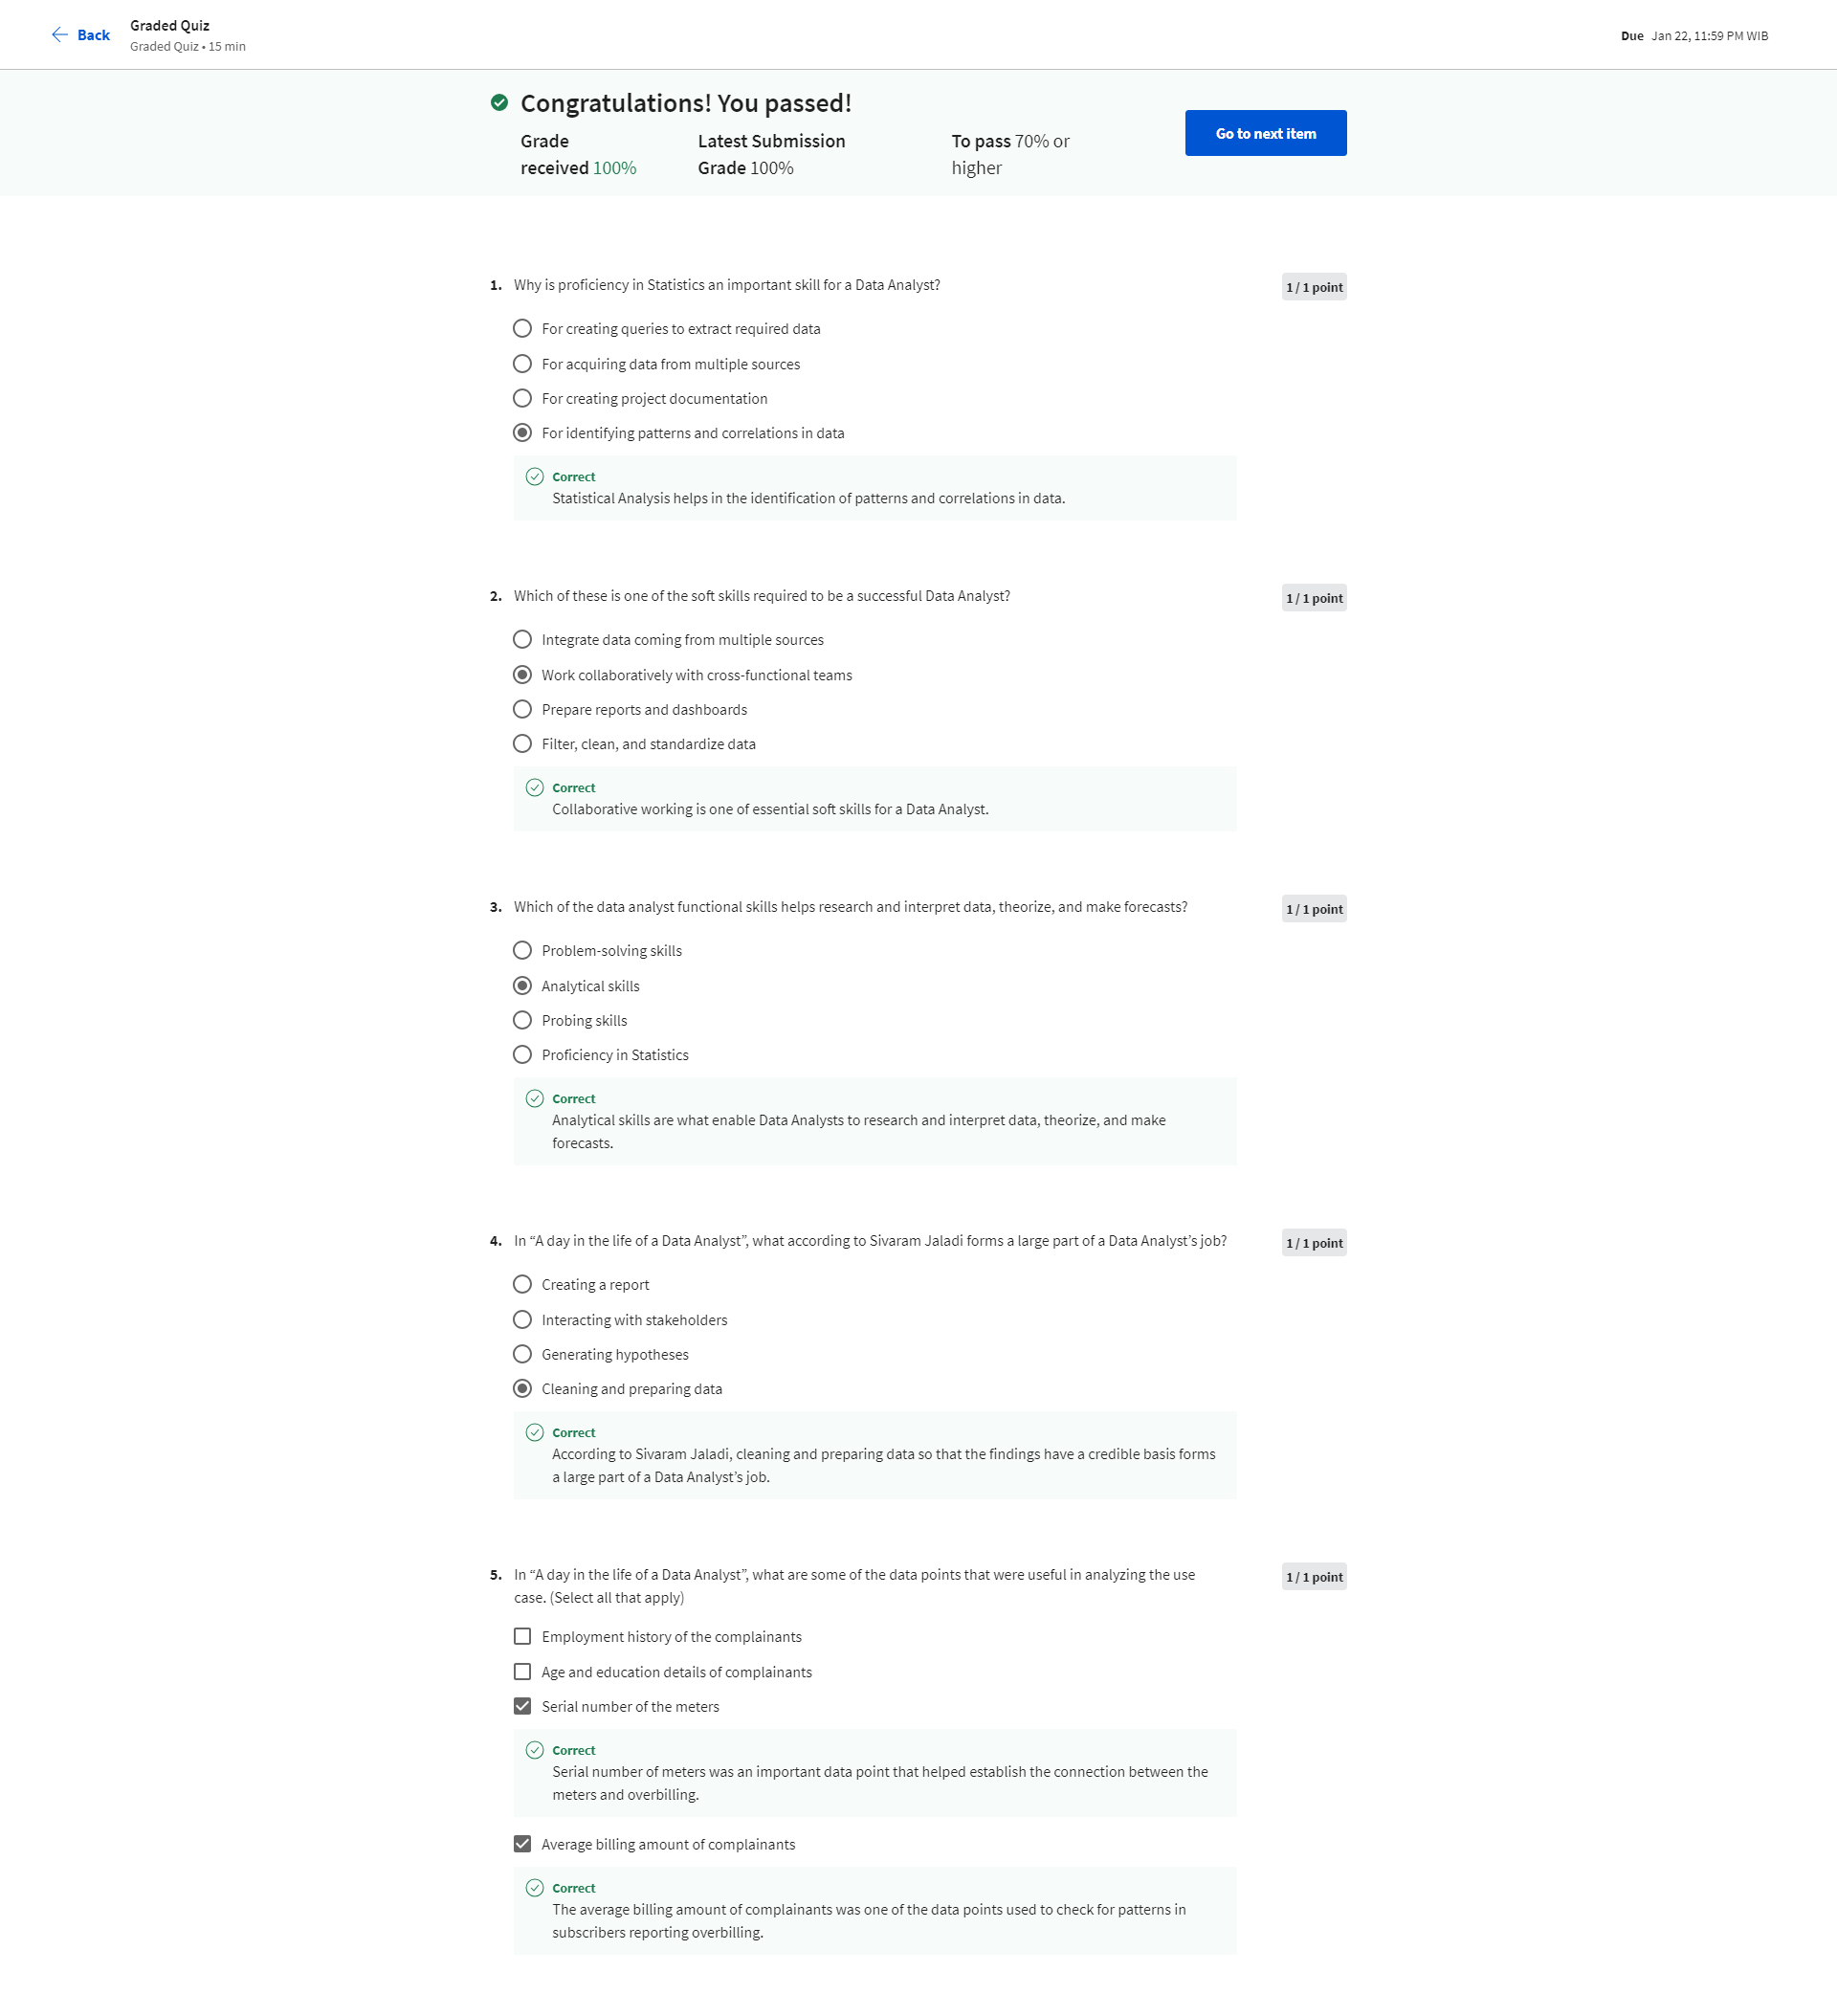 Back
Graded Quiz
Graded Quiz • 15 min
Due Jan 22, 11:59 PM WIB
Congratulations! You passed!
Grade
received 100%
Latest Submission
Grade 100%
To pass 70% or
higher
Go to next item
1. Why is proficiency in Statistics an important skill for a Data Analyst?
1 / 1 point
For creating queries to extract required data
For acquiring data from multiple sources
For creating project documentation
For identifying patterns and correlations in data
Correct
Statistical Analysis helps in the identification of patterns and correlations in data.
2. Which of these is one of the soft skills required to be a successful Data Analyst?
1 / 1 point
Integrate data coming from multiple sources
Work collaboratively with cross-functional teams
Prepare reports and dashboards
Filter, clean, and standardize data
Correct
Collaborative working is one of essential soft skills for a Data Analyst.
3. Which of the data analyst functional skills helps research and interpret data, theorize, and make forecasts?
1 / 1 point
Problem-solving skills
Analytical skills
Probing skills
Proficiency in Statistics
Correct
Analytical skills are what enable Data Analysts to research and interpret data, theorize, and make
forecasts.
4. In “A day in the life of a Data Analyst”, what according to Sivaram Jaladi forms a large part of a Data Analyst’s job?
1 / 1 point
Creating a report
Interacting with stakeholders
Generating hypotheses
Cleaning and preparing data
Correct
According to Sivaram Jaladi, cleaning and preparing data so that the findings have a credible basis forms
a large part of a Data Analyst’s job.
5. In “A day in the life of a Data Analyst”, what are some of the data points that were useful in analyzing the use
case. (Select all that apply)
1 / 1 point
Employment history of the complainants
Age and education details of complainants
Serial number of the meters
Correct
Serial number of meters was an important data point that helped establish the connection between the
meters and overbilling.
Average billing amount of complainants
Correct
The average billing amount of complainants was one of the data points used to check for patterns in
subscribers reporting overbilling.